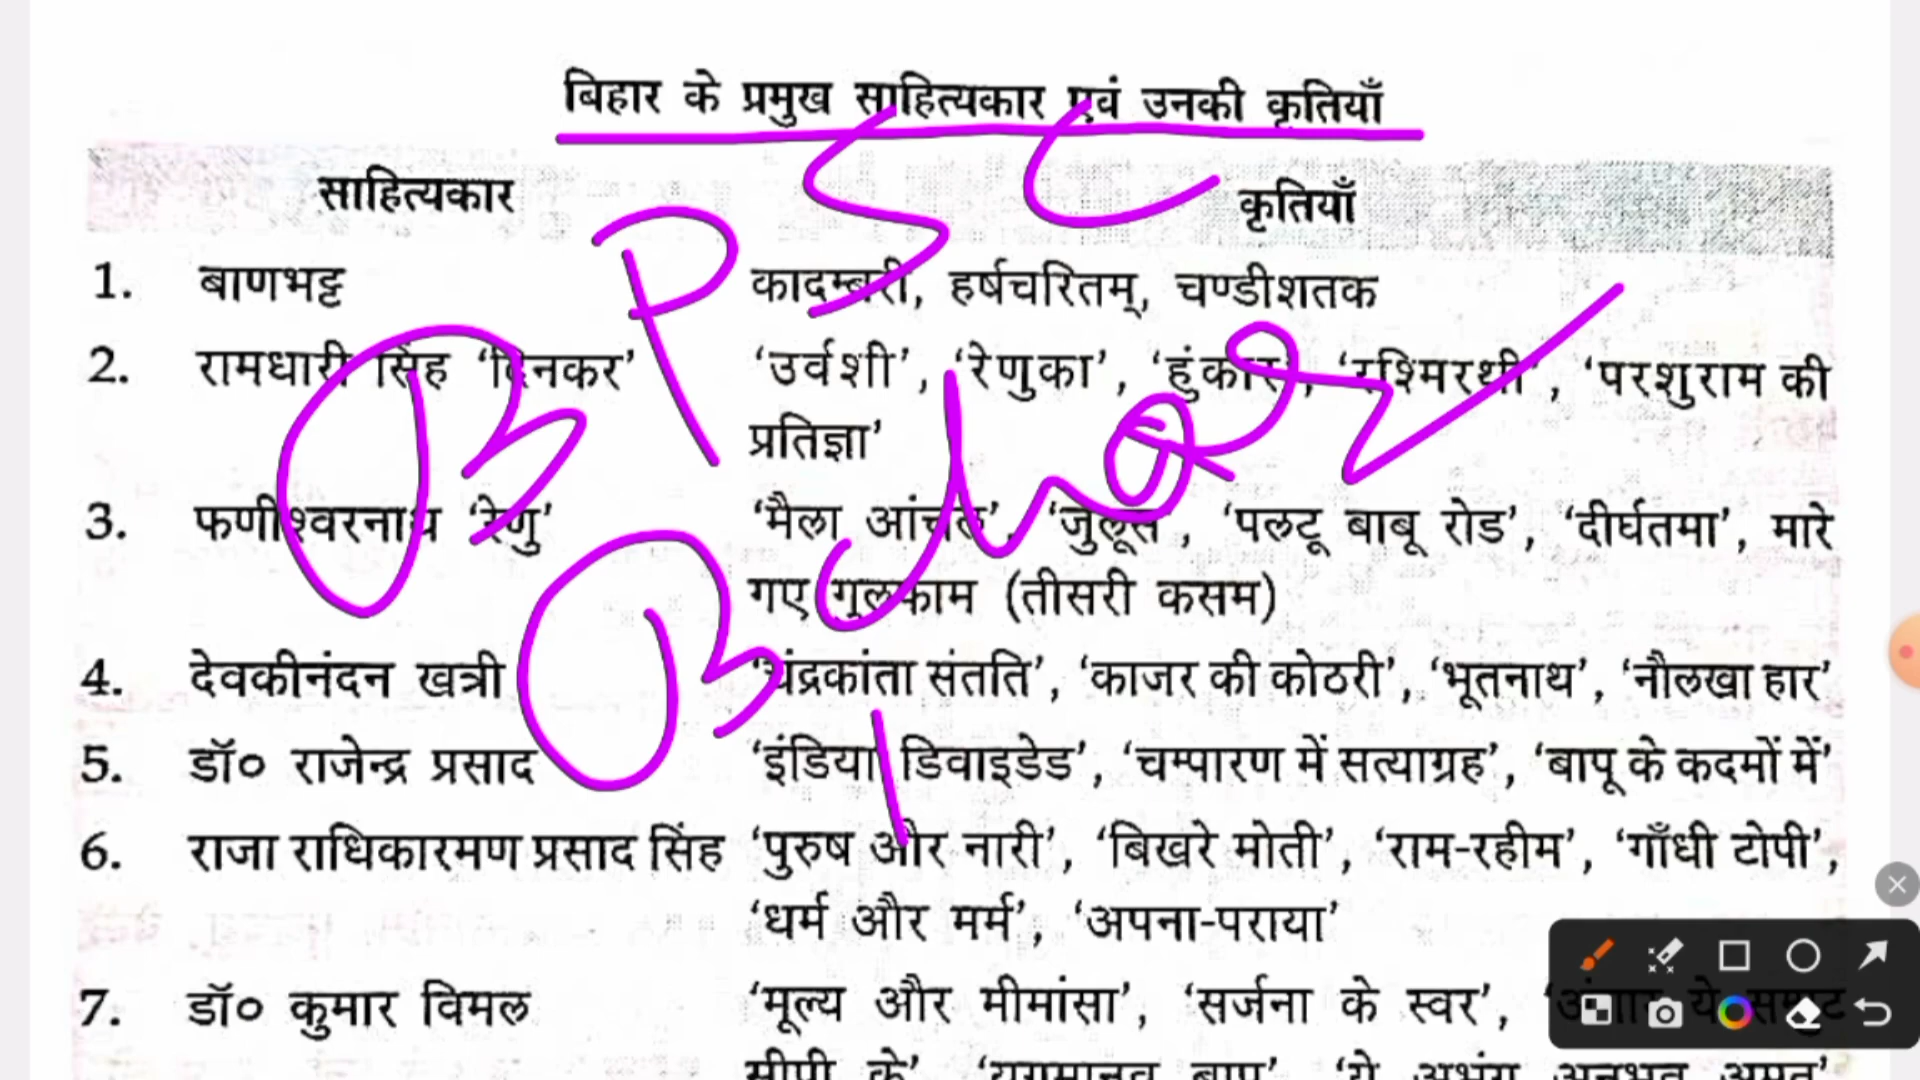 बिहार के प्रमुख साहित्यकार एवं उनकी कृतियाँ
साहित्यकार कृतियाँ
1. बाणभट्ट कादम्बरी, हर्षचरितम्, चण्डीशतक
2. रामधारी सिंह ‘दिनकर’ ‘उर्वशी’, ‘रेणुका’, ‘हुंकार’, ‘रश्मिरथी’, ‘परशुराम की
प्रतिज्ञा’
3. फणीश्वरनाथ ‘रेणु’ ‘मैला आंचल’, ‘जुलूस’, ‘पलटू बाबू रोड’, ‘दीर्घतमा’, मारे
गए गुलफाम (तीसरी कसम)
4. देवकीनंदन खत्री ‘चंद्रकांता संतति’, ‘काजर की कोठरी’, ‘भूतनाथ’, ‘नौलखा हार’
5. डॉ० राजेन्द्र प्रसाद ‘इंडिया डिवाइडेड’, ‘चम्पारण में सत्याग्रह’, ‘बापू के कदमों में’
6. राजा राधिकारमण प्रसाद सिंह ‘पुरुष और नारी’, ‘बिखरे मोती’, ‘राम-रहीम’, ‘गाँधी टोपी’,
‘धर्म और मर्म’, ‘अपना-पराया’
7. डॉ० कुमार विमल ‘मूल्य और मीमांसा’, ‘सर्जना के स्वर’,
BPSC